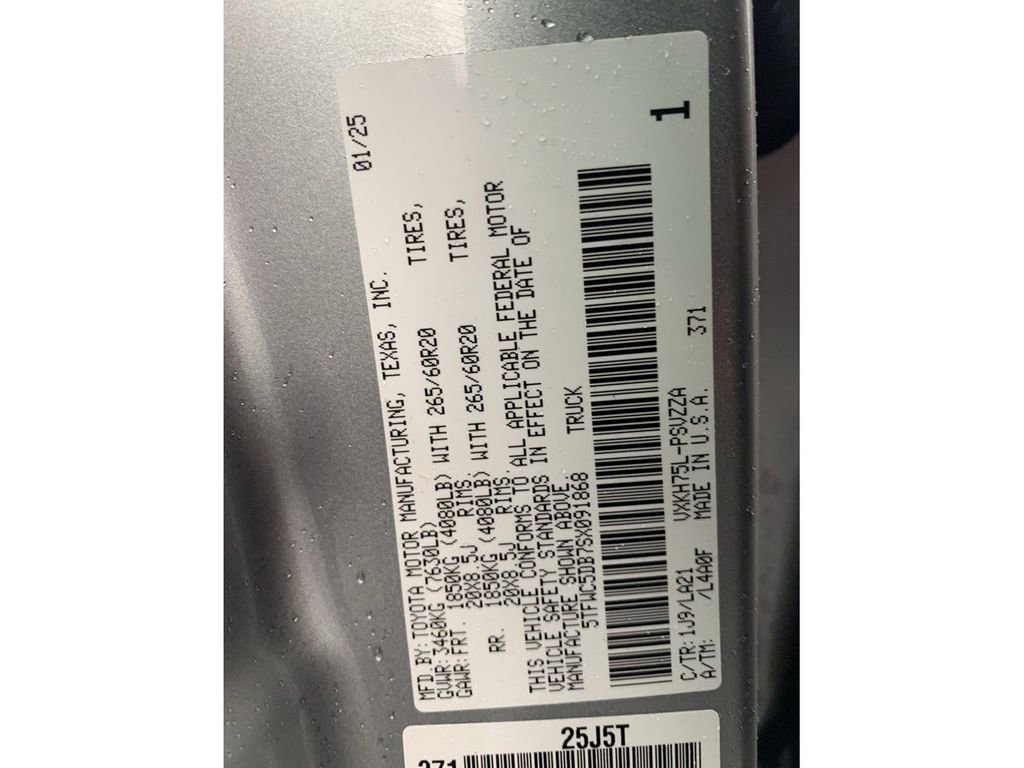 MFD.BY:TOYOTA MOTOR MANUFACTURING, TEXAS, INC. 01/25
GVWR:3460KG (7630LB)
GAWR:FRT. 1850KG (4080LB) WITH 265/60R20 TIRES,
20X8.5J RIMS.
RR. 1850KG (4080LB) WITH 265/60R20 TIRES,
20X8.5J RIMS.
THIS VEHICLE CONFORMS TO ALL APPLICABLE FEDERAL MOTOR
VEHICLE SAFETY STANDARDS IN EFFECT ON THE DATE OF
MANUFACTURE SHOWN ABOVE.
5TFWC5DB7SX091868 TRUCK
1
C/TR:1J9/LA21 VXKH75L-PSVZZA 371
A/TM: /L4A0F MADE IN U.S.A.
25J5T
371